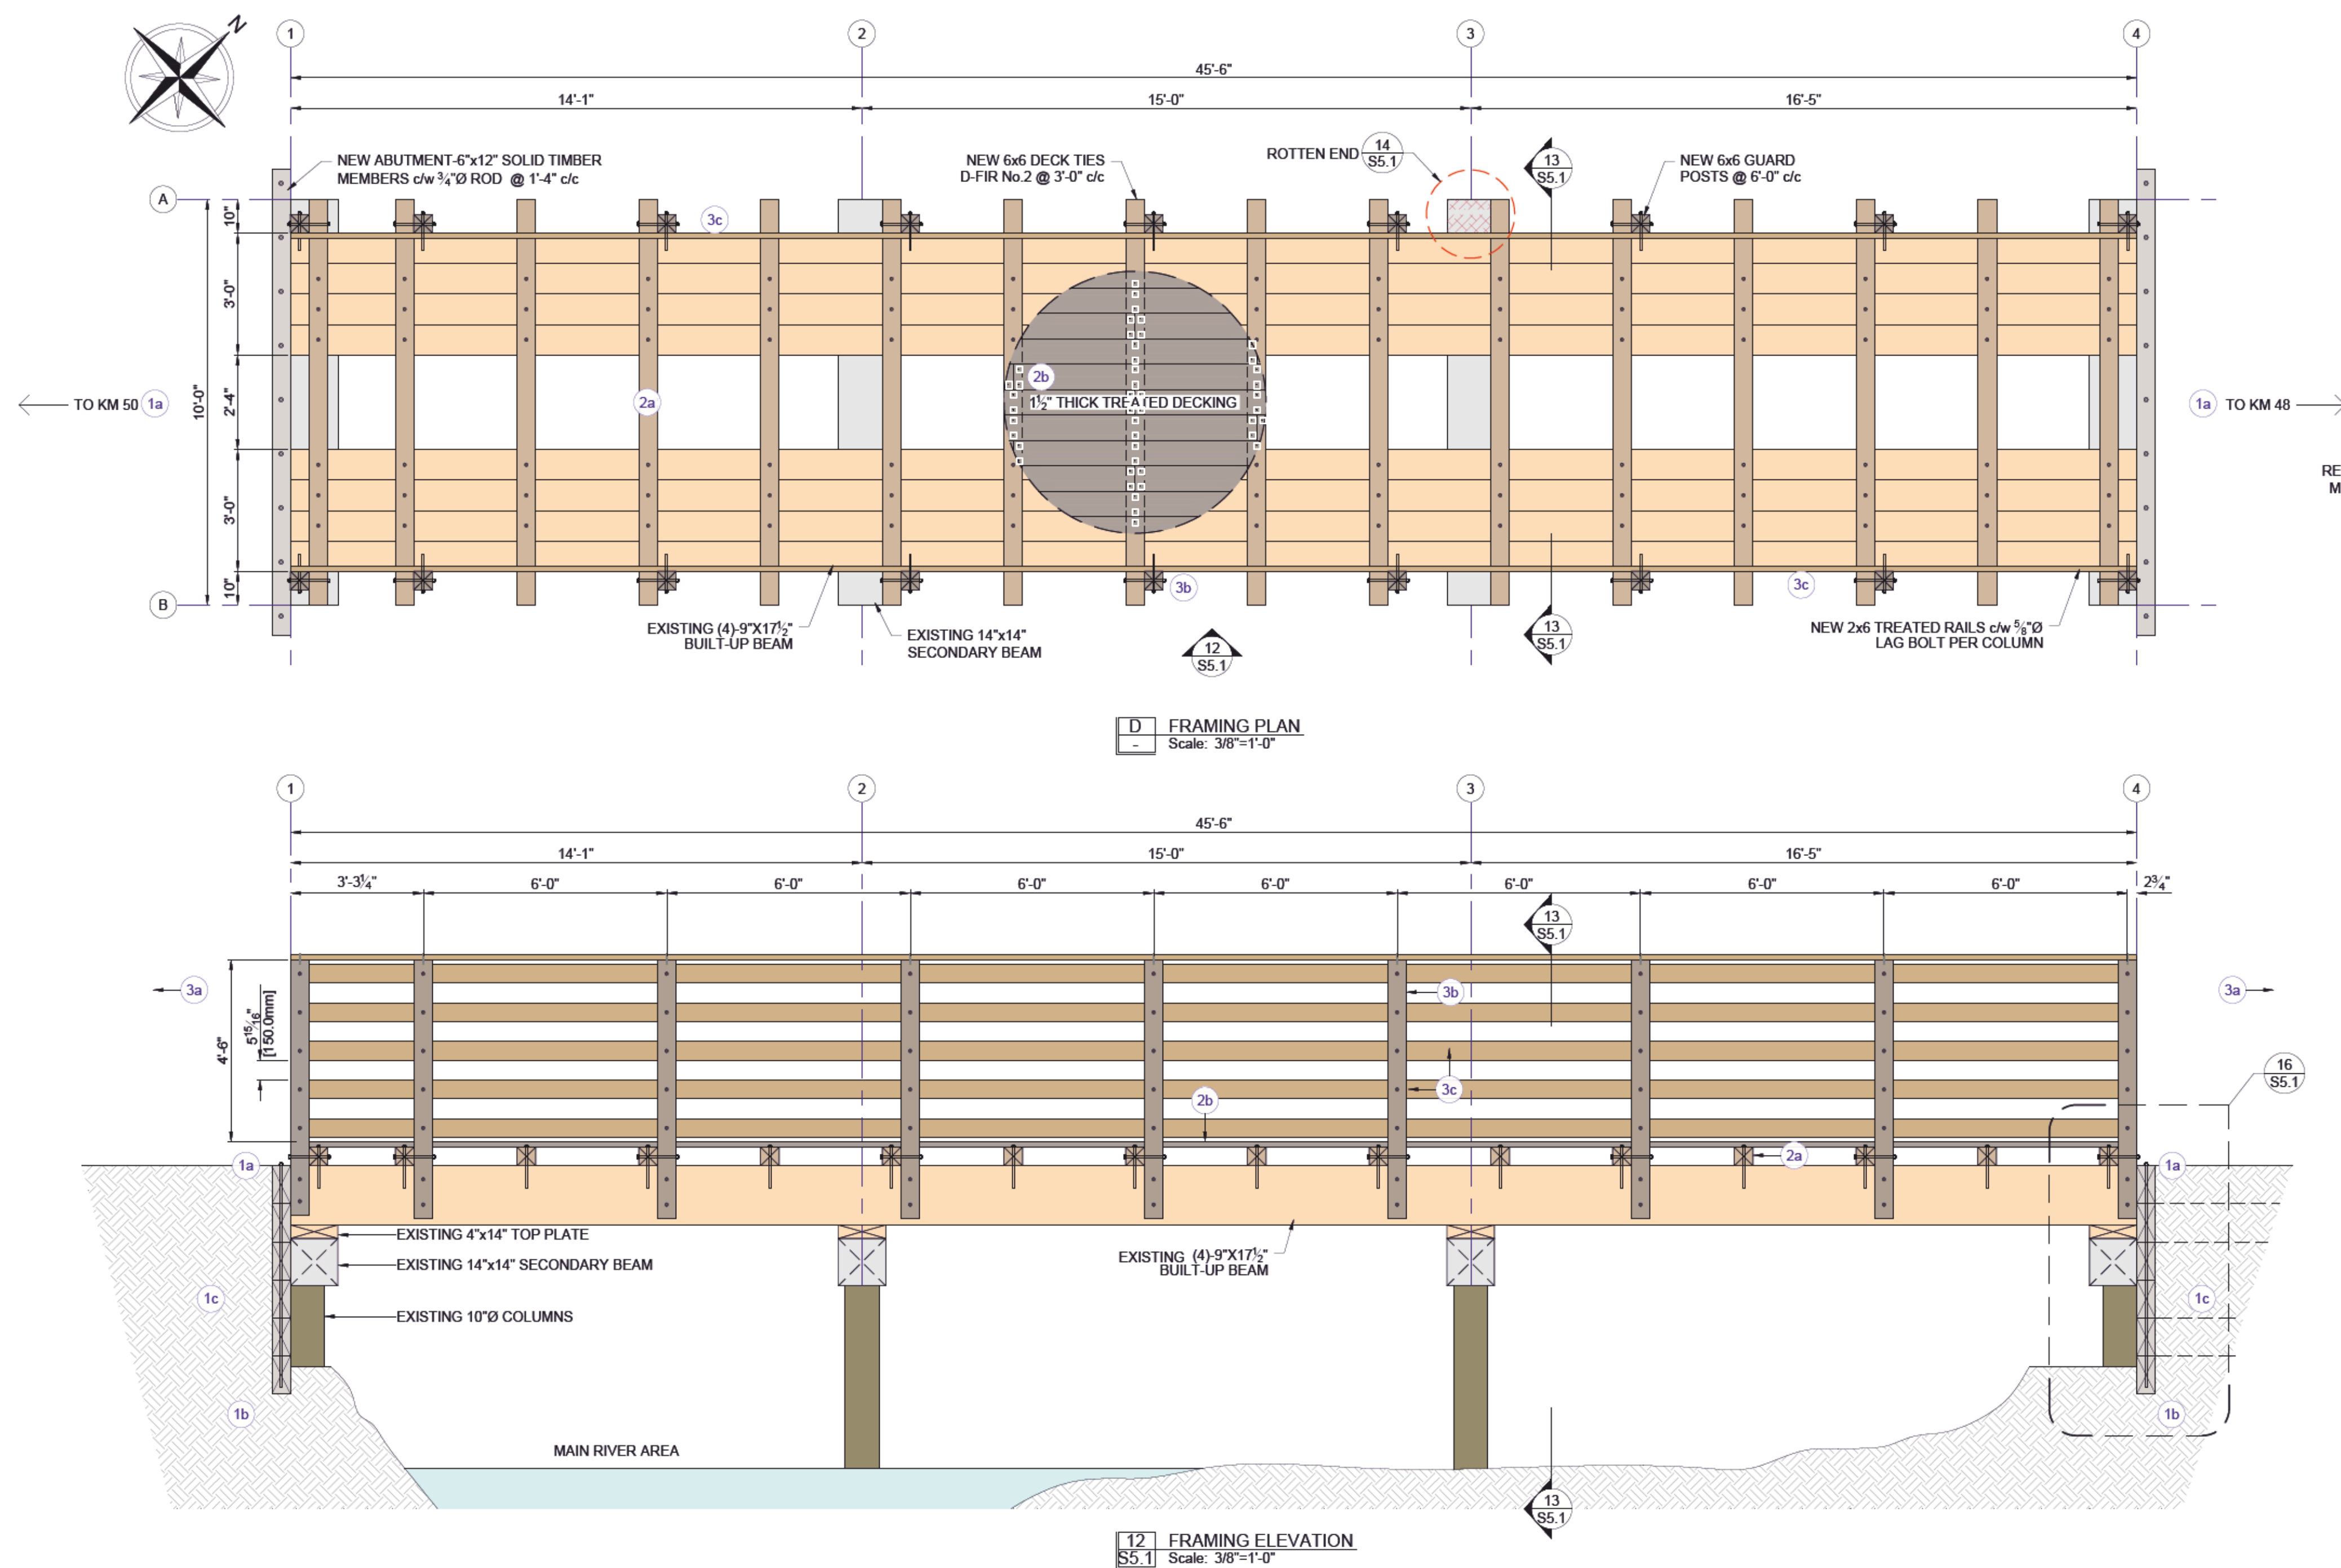 N
1
2
3
4
45'-6"
14'-1"
15'-0"
16'-5"
NEW ABUTMENT-6"x12" SOLID TIMBER
MEMBERS c/w ¾"Ø ROD @ 1'-4" c/c
NEW 6x6 DECK TIES
D-FIR No.2 @ 3'-0" c/c
ROTTEN END
14
S5.1
13
S5.1
NEW 6x6 GUARD
POSTS @ 6'-0" c/c
A
10"
3c
3'-0"
10'-0"
2'-4"
TO KM 50
1a
2a
2b
1½" THICK TREATED DECKING
1a
TO KM 48
RE
M
3'-0"
10"
B
3b
3c
EXISTING (4)-9"X17½"
BUILT-UP BEAM
EXISTING 14"x14"
SECONDARY BEAM
12
S5.1
13
S5.1
NEW 2x6 TREATED RAILS c/w ⅝"Ø
LAG BOLT PER COLUMN
D
FRAMING PLAN
-
Scale: 3/8"=1'-0"
1
2
3
4
45'-6"
14'-1"
15'-0"
16'-5"
3'-3¼"
6'-0"
6'-0"
6'-0"
6'-0"
6'-0"
6'-0"
6'-0"
2¾"
13
S5.1
3a
3b
3a
4'-6"
5¹⁵⁄₁₆"
[150.0mm]
3c
2b
16
S5.1
1a
2a
1a
EXISTING 4"x14" TOP PLATE
EXISTING 14"x14" SECONDARY BEAM
EXISTING (4)-9"X17½"
BUILT-UP BEAM
1c
1c
EXISTING 10"Ø COLUMNS
1b
1b
MAIN RIVER AREA
13
S5.1
12
FRAMING ELEVATION
S5.1
Scale: 3/8"=1'-0"